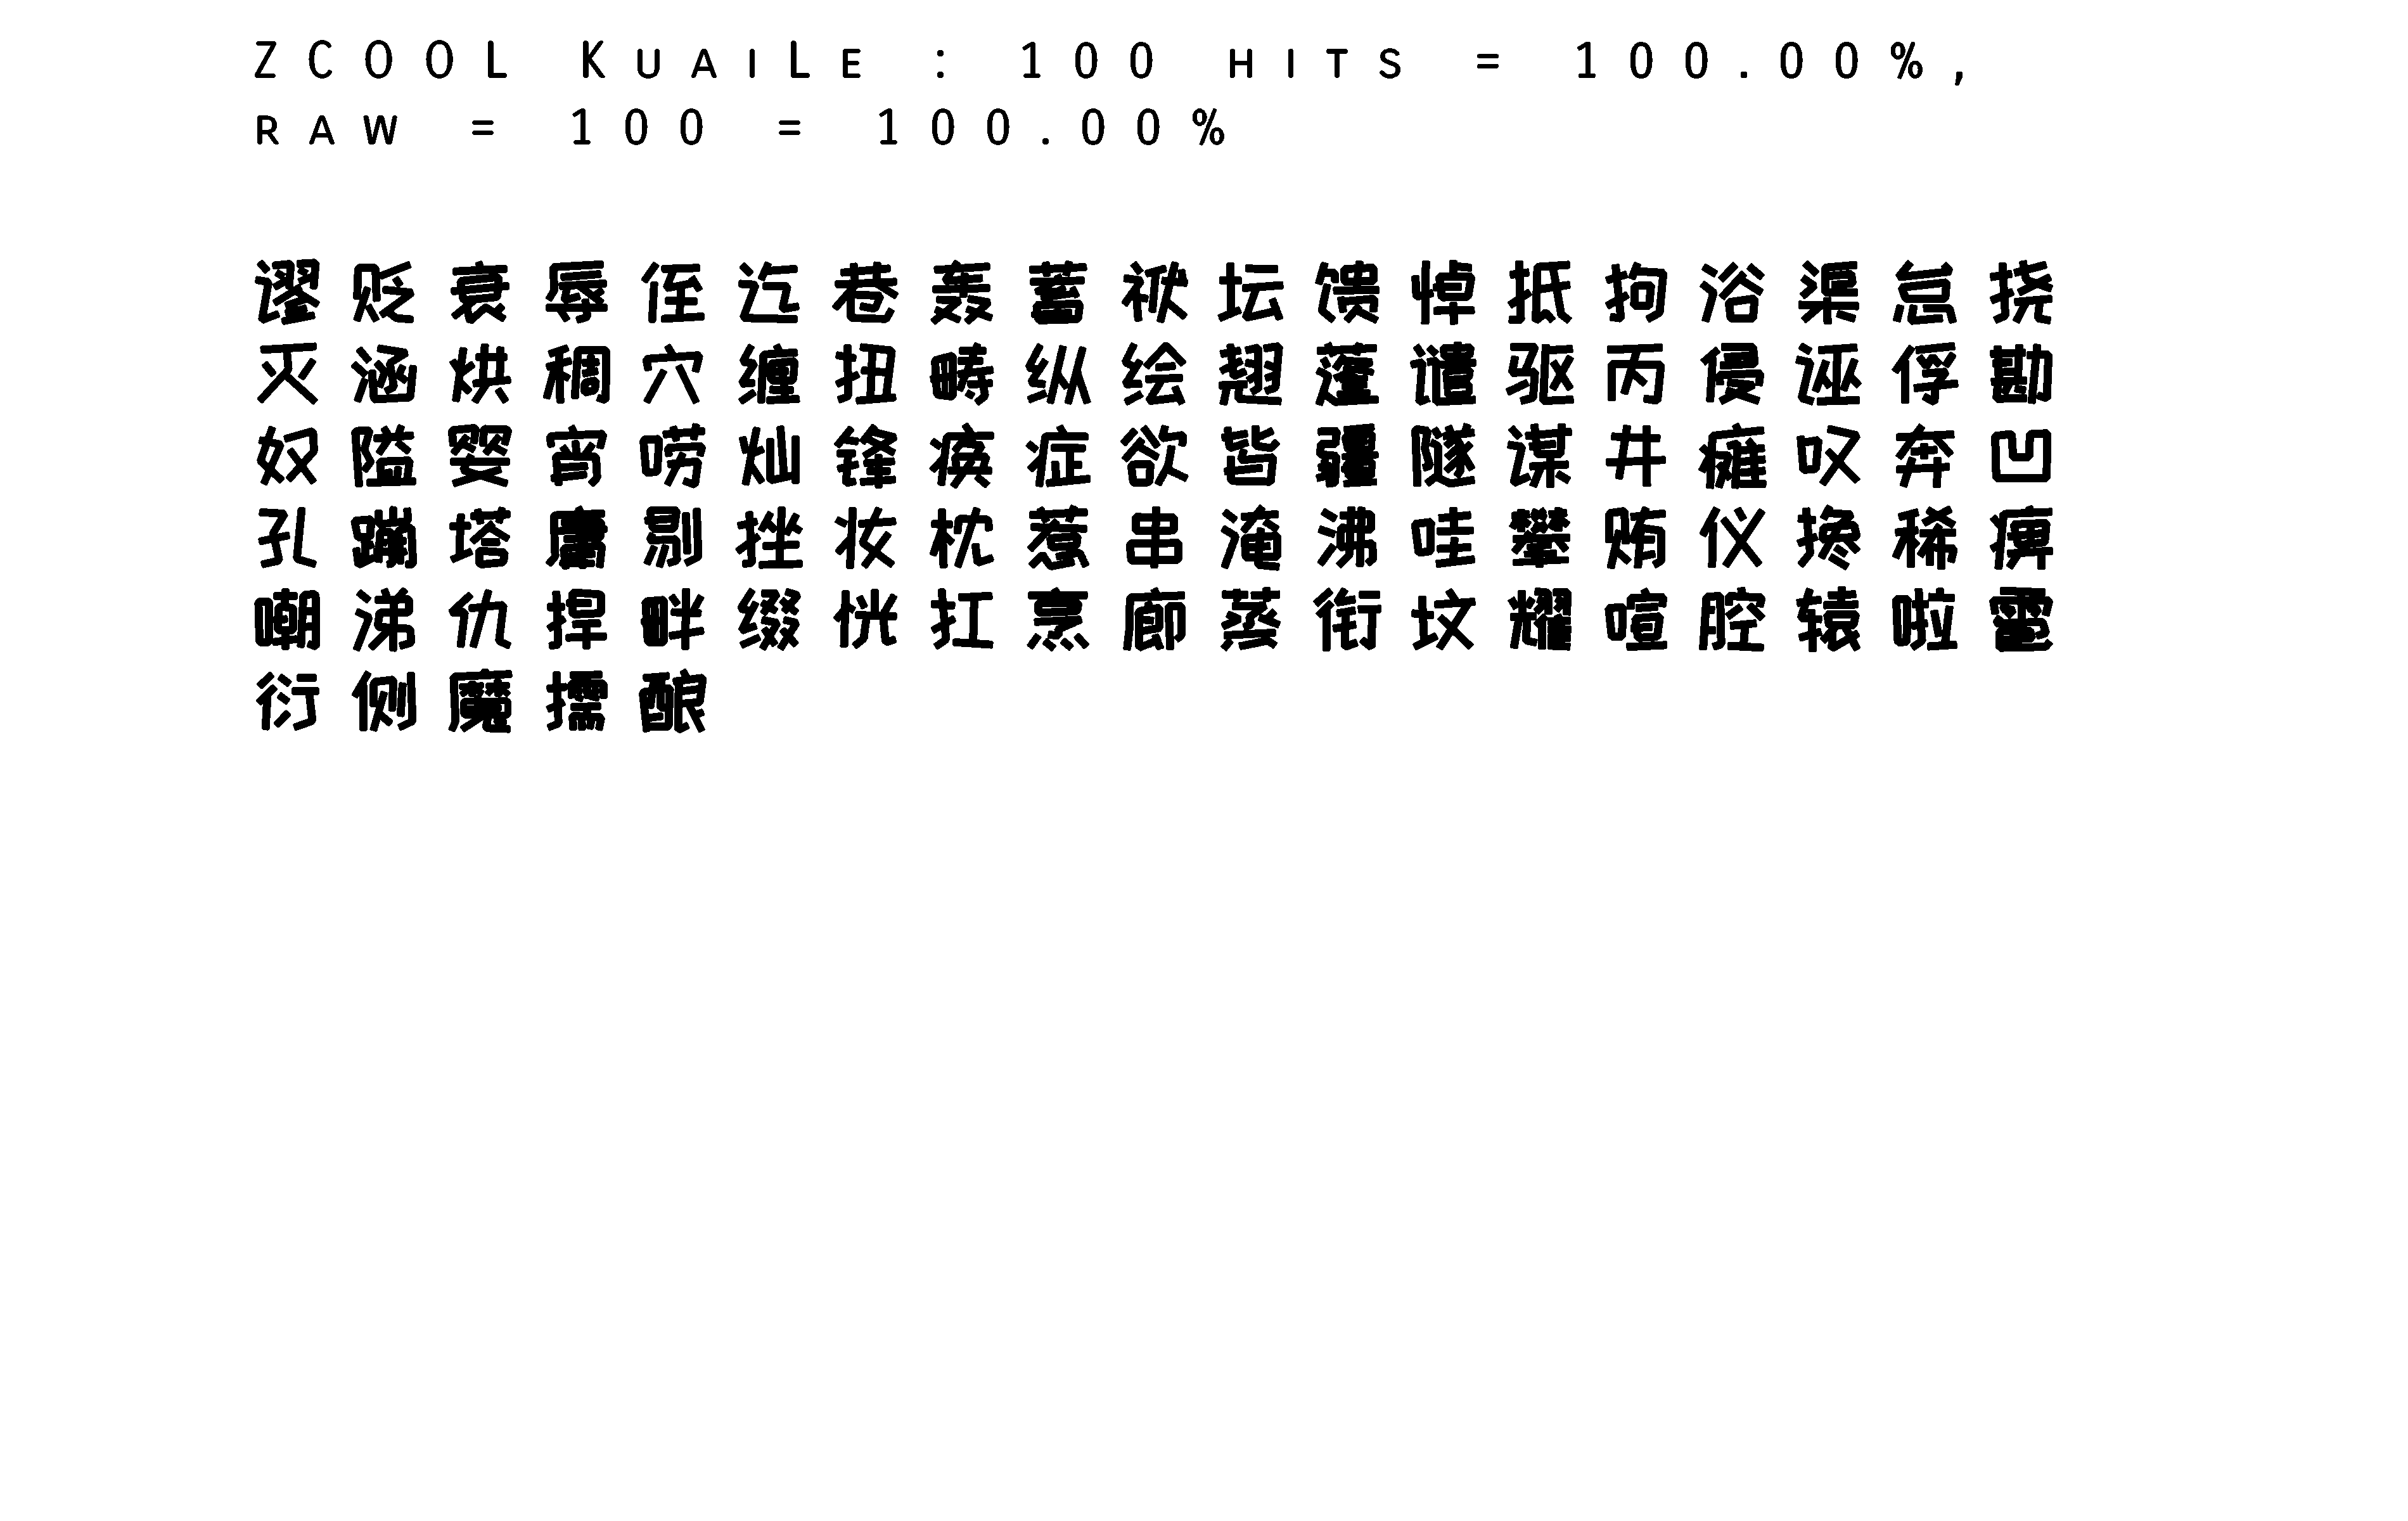 ZCOOL KuaiLe : 100 hits = 100.00%,
raw = 100 = 100.00%
谬贬衰辱侄迄巷轰蓄袱坛馈悼抵拘浴渠怠挠
灭涵烘稠穴缠扭畴纵绘翘蓬谴驱丙侵诬俘勘
奴隘婴宵唠灿锋痪症欲皆疆隧谋井瘫叹奔凹
孔蹦塔膺剔挫妆枕惹串淹沸哇攀贿仪搀稀痹
嘲涕仇捍畔缀恍扛烹廊蒸衔坟耀喧腔辕啦雹
衍侧魔擩酿